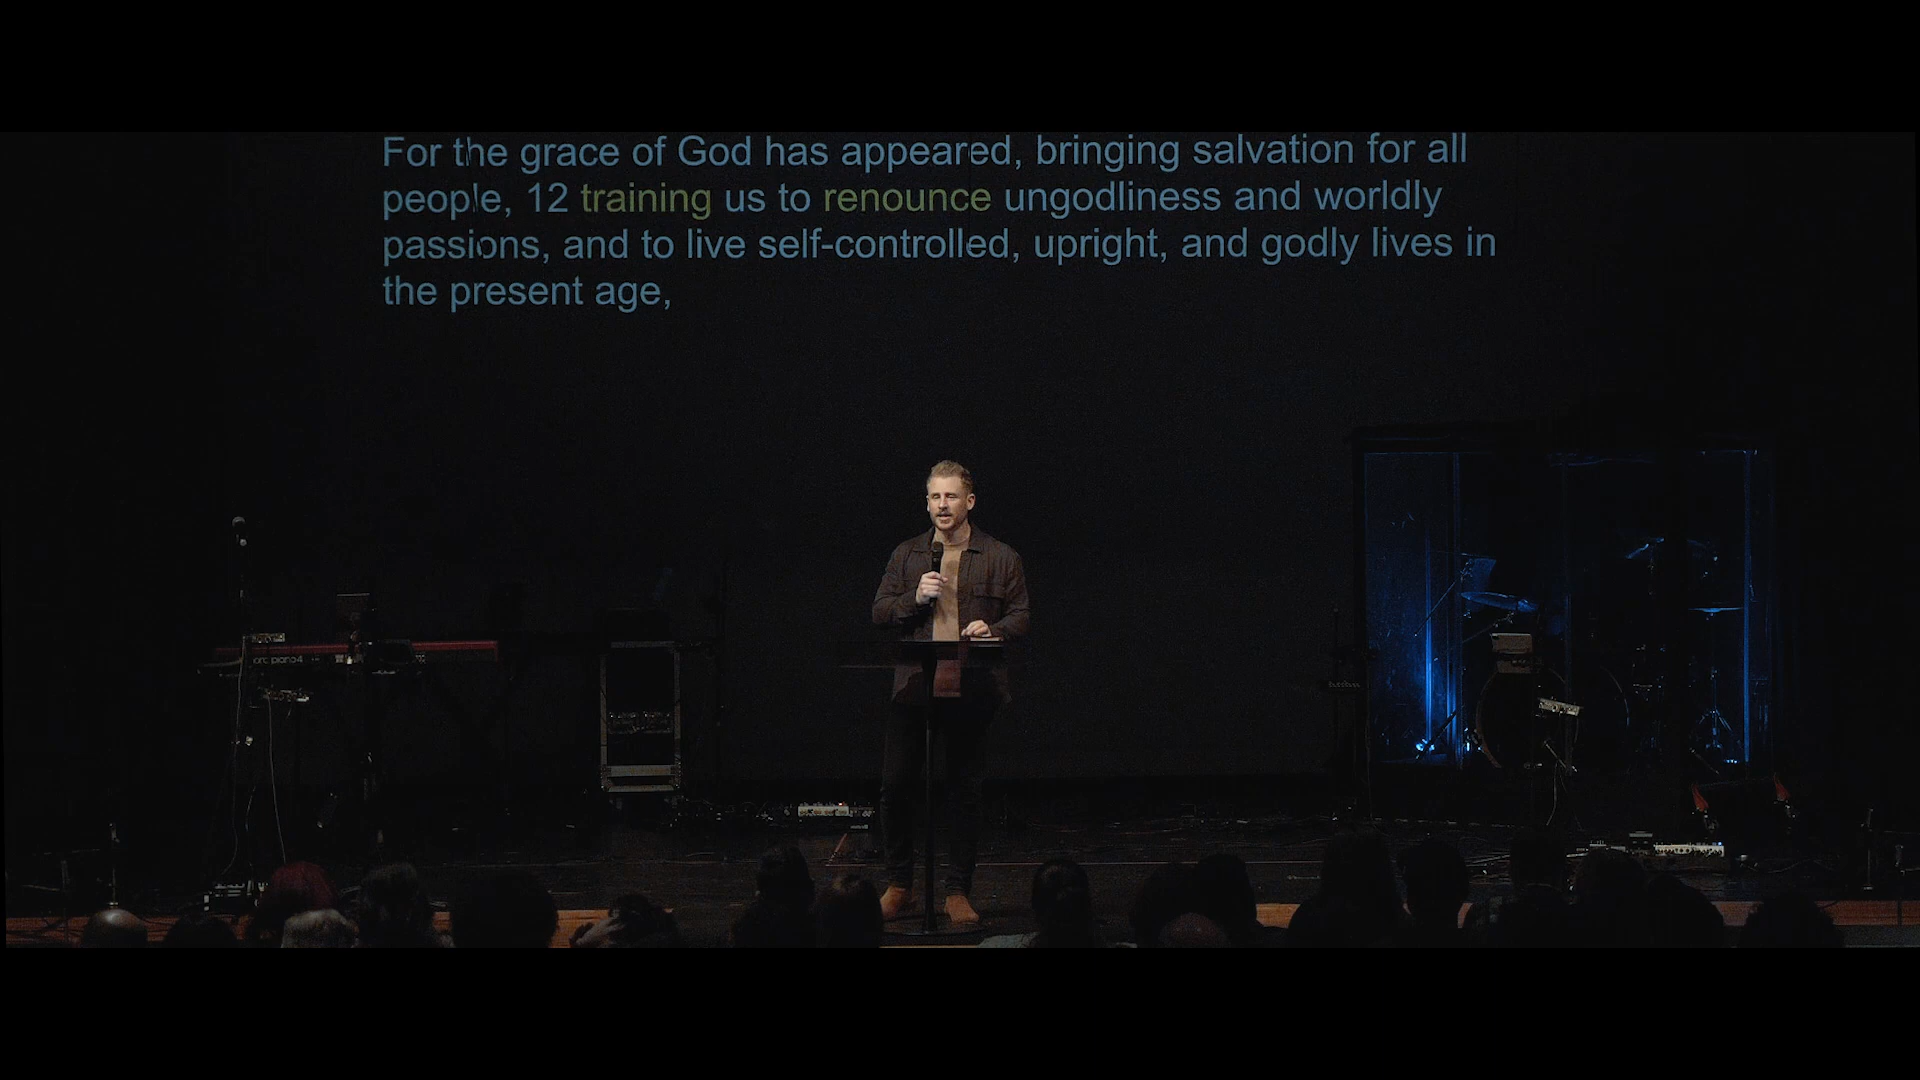 For the grace of God has appeared, bringing salvation for all
people, 12 training us to renounce ungodliness and worldly
passions, and to live self-controlled, upright, and godly lives in
the present age,